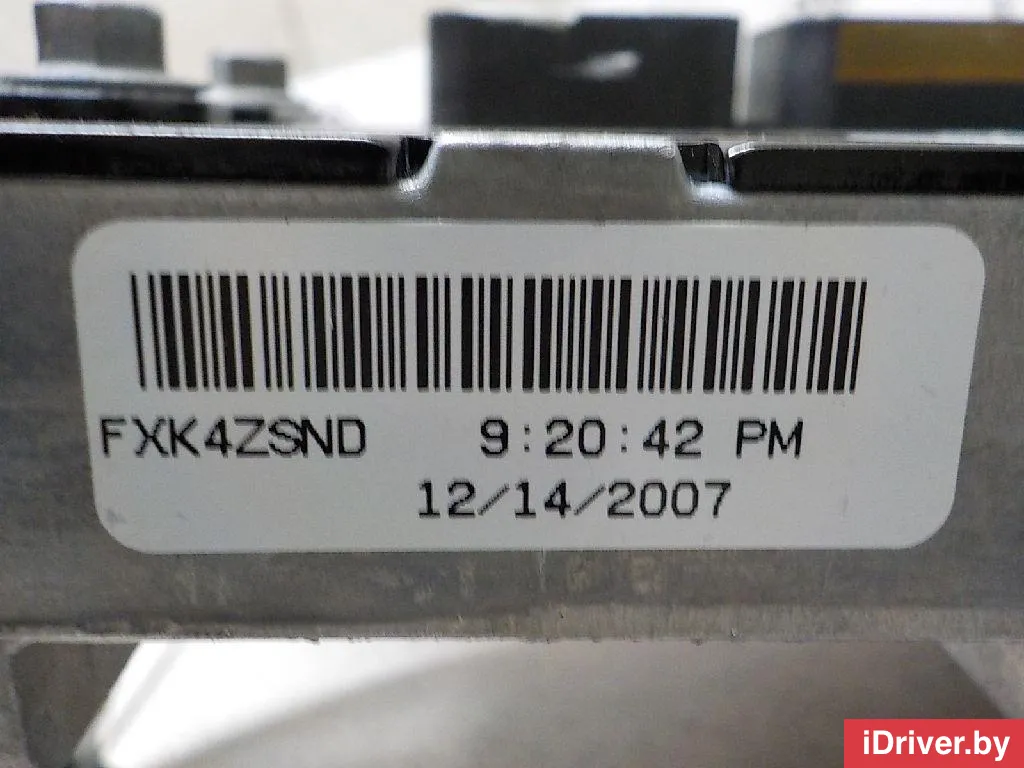 FXK4ZSND 9:20:42 PM
12/14/2007
iDriver.by